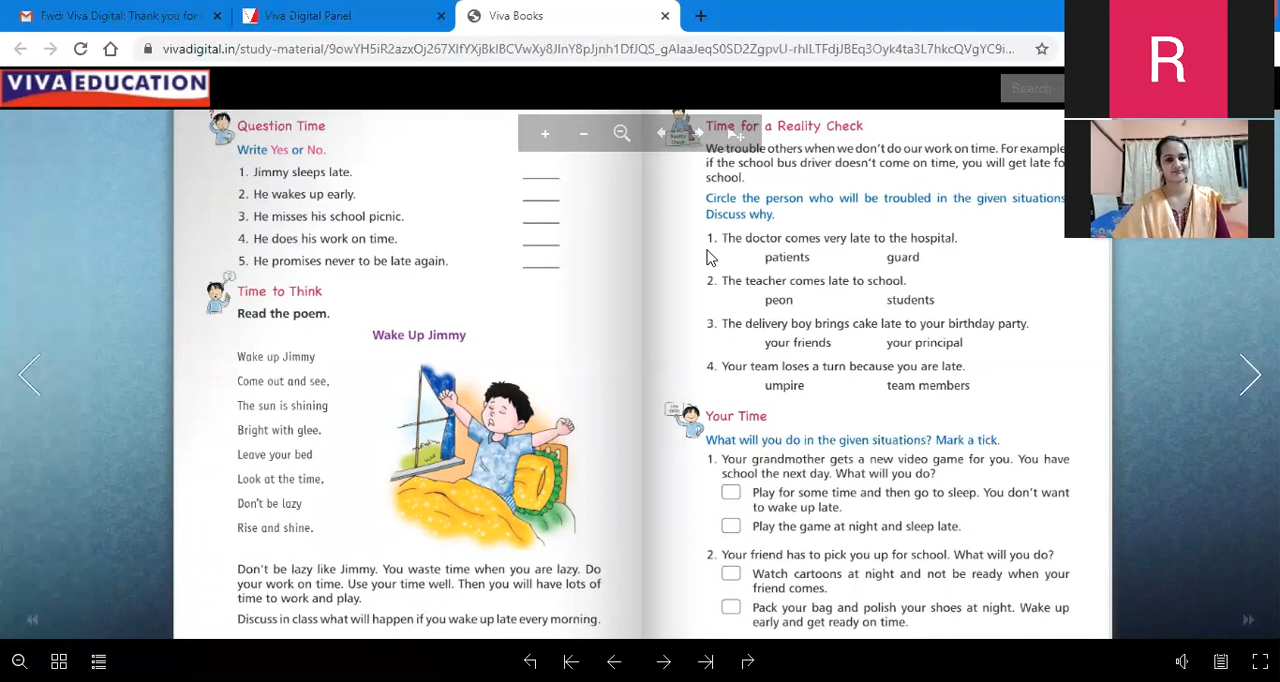 Fwd: Viva Digital: Thank you for
Viva Digital Panel
Viva Books
vivadigital.in/study-material/
VIVA EDUCATION
Search
R
Question Time
Write Yes or No.
1. Jimmy sleeps late.
2. He wakes up early.
3. He misses his school picnic.
4. He does his work on time.
5. He promises never to be late again.
Time to Think
Read the poem.
Wake Up Jimmy
Wake up Jimmy
Come out and see,
The sun is shining
Bright with glee.
Leave your bed
Look at the time,
Don't be lazy
Rise and shine.
Don't be lazy like Jimmy. You waste time when you are lazy. Do
your work on time. Use your time well. Then you will have lots of
time to work and play.
Discuss in class what will happen if you wake up late every morning.
Reality
Check
Time for a Reality Check
We trouble others when we don't do our work on time. For example
if the school bus driver doesn't come on time, you will get late fo
school.
Circle the person who will be troubled in the given situations
Discuss why.
1. The doctor comes very late to the hospital.
patients guard
2. The teacher comes late to school.
peon students
3. The delivery boy brings cake late to your birthday party.
your friends your principal
4. Your team loses a turn because you are late.
umpire team members
Your Time
What will you do in the given situations? Mark a tick.
1. Your grandmother gets a new video game for you. You have
school the next day. What will you do?
Play for some time and then go to sleep. You don't want
to wake up late.
Play the game at night and sleep late.
2. Your friend has to pick you up for school. What will you do?
Watch cartoons at night and not be ready when your
friend comes.
Pack your bag and polish your shoes at night. Wake up
early and get ready on time.